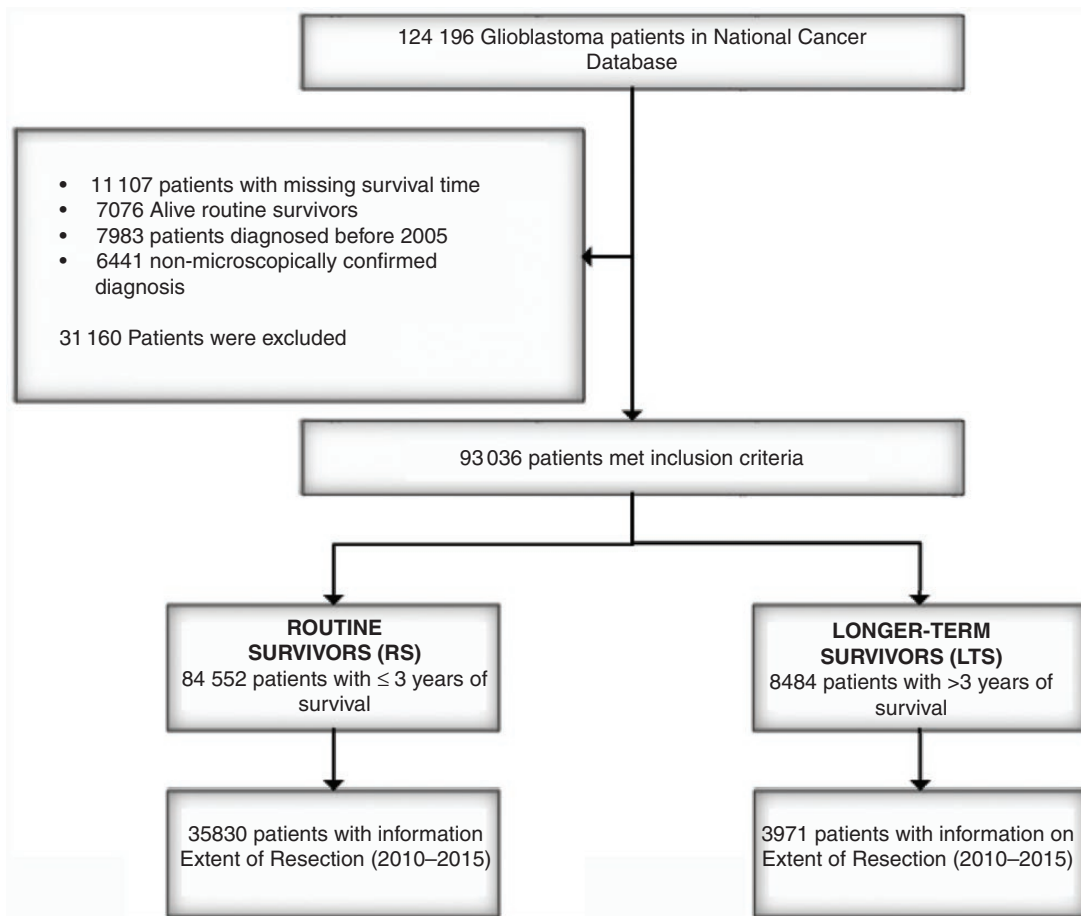 124 196 Glioblastoma patients in National Cancer
Database
• 11 107 patients with missing survival time
• 7076 Alive routine survivors
• 7983 patients diagnosed before 2005
• 6441 non-microscopically confirmed
diagnosis
31 160 Patients were excluded
93 036 patients met inclusion criteria
ROUTINE
SURVIVORS (RS)
84 552 patients with ≤ 3 years of
survival
LONGER-TERM
SURVIVORS (LTS)
8484 patients with >3 years of
survival
35830 patients with information
Extent of Resection (2010–2015)
3971 patients with information on
Extent of Resection (2010–2015)